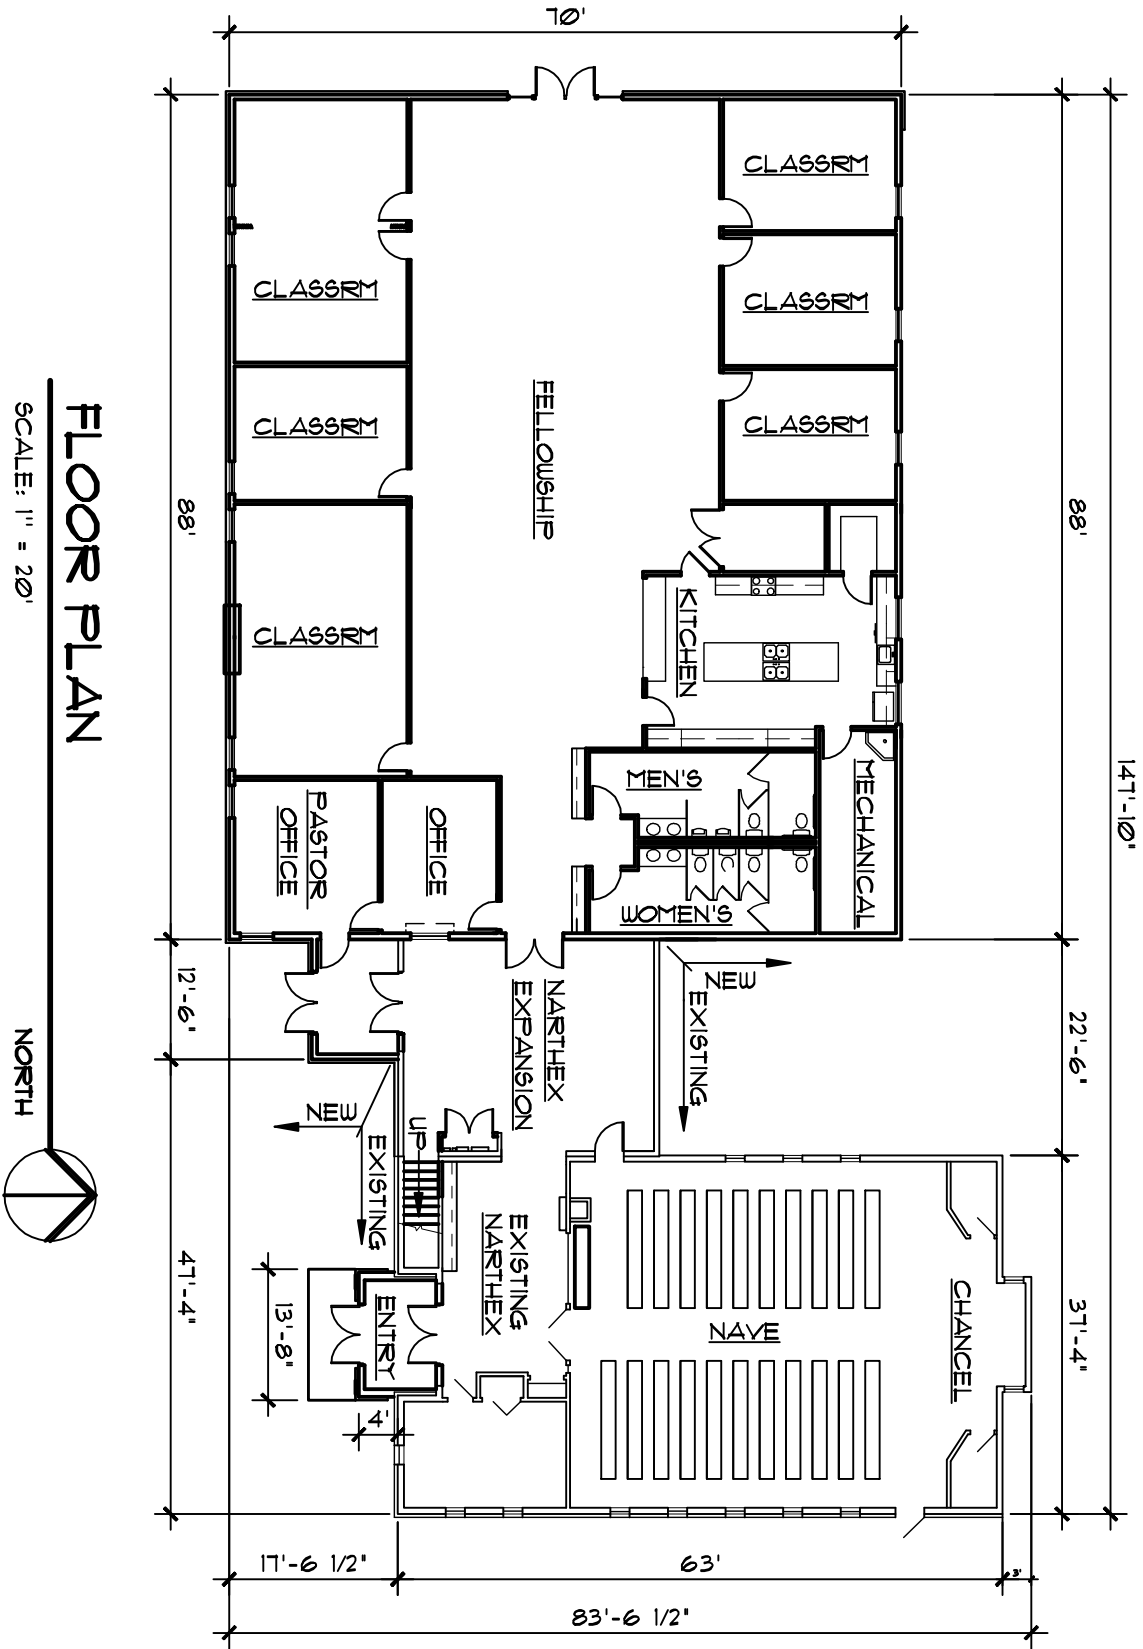 70'
CLASSRM
CLASSRM
CLASSRM
CLASSRM
CLASSRM
CLASSRM
FELLOWSHIP
88'
88'
147'-10"
KITCHEN
MEN'S
WOMEN'S
MECHANICAL
PASTOR
OFFICE
OFFICE
NARTHEX
EXPANSION
NEW
EXISTING
12'-6"
22'-6"
NEW
EXISTING
UP
EXISTING
NARTHEX
ENTRY
13'-8"
4'
47'-4"
37'-4"
NAVE
CHANCEL
17'-6 1/2"
63'
3'
83'-6 1/2"
FLOOR PLAN
SCALE: 1" = 20'
NORTH